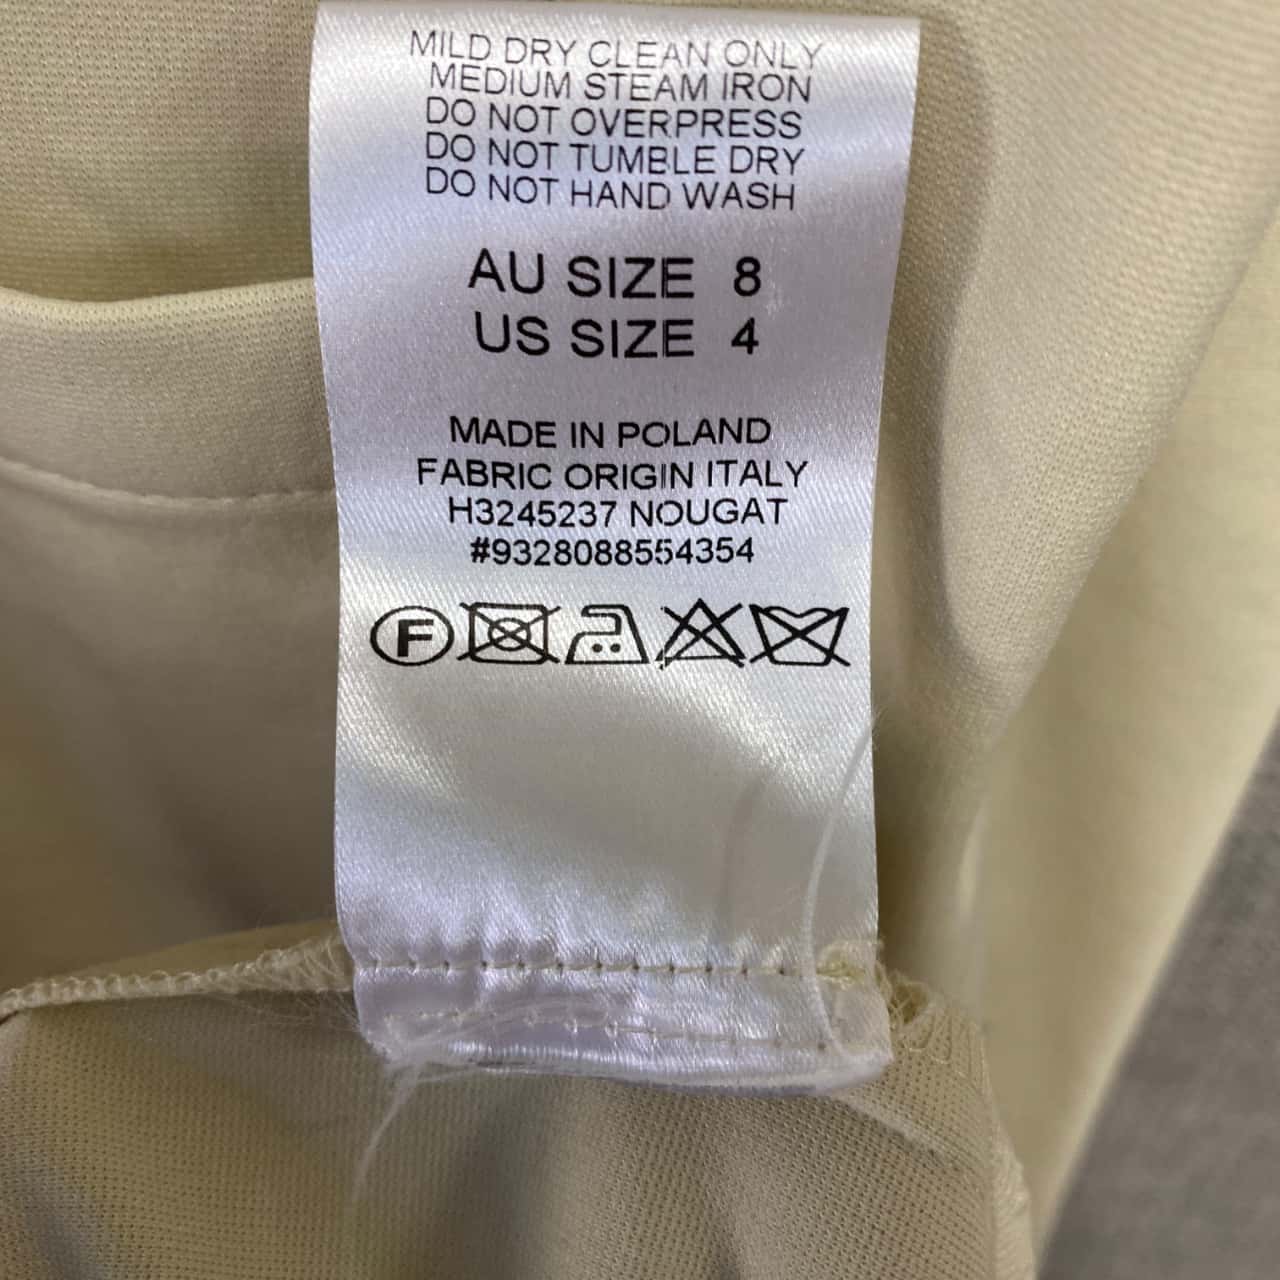 MILD DRY CLEAN ONLY
MEDIUM STEAM IRON
DO NOT OVERPRESS
DO NOT TUMBLE DRY
DO NOT HAND WASH
AU SIZE 8
US SIZE 4
MADE IN POLAND
FABRIC ORIGIN ITALY
H3245237 NOUGAT
#9328088554354
F